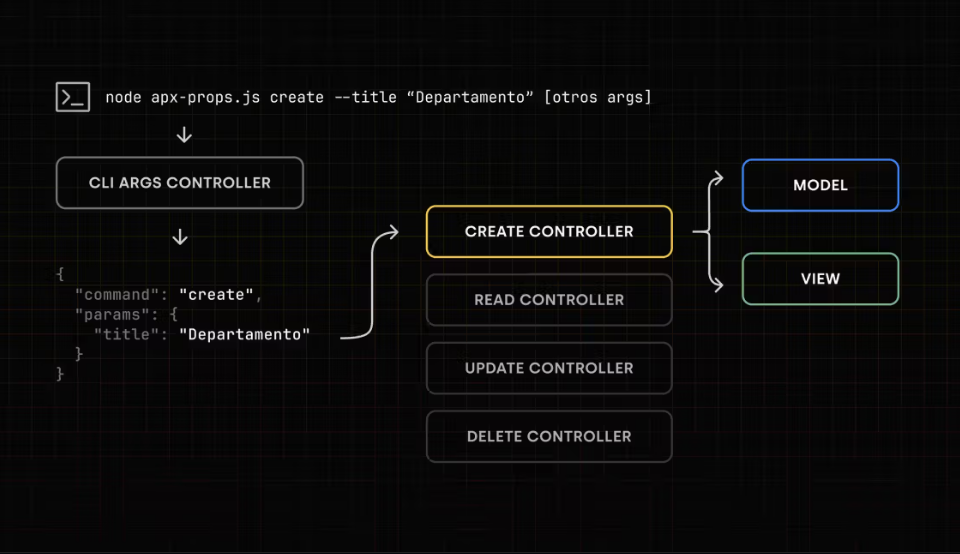 >_ node apx-props.js create --title “Departamento” [otros args]
CLI ARGS CONTROLLER
{
"command": "create",
"params": {
"title": "Departamento"
}
}
CREATE CONTROLLER
READ CONTROLLER
UPDATE CONTROLLER
DELETE CONTROLLER
MODEL
VIEW